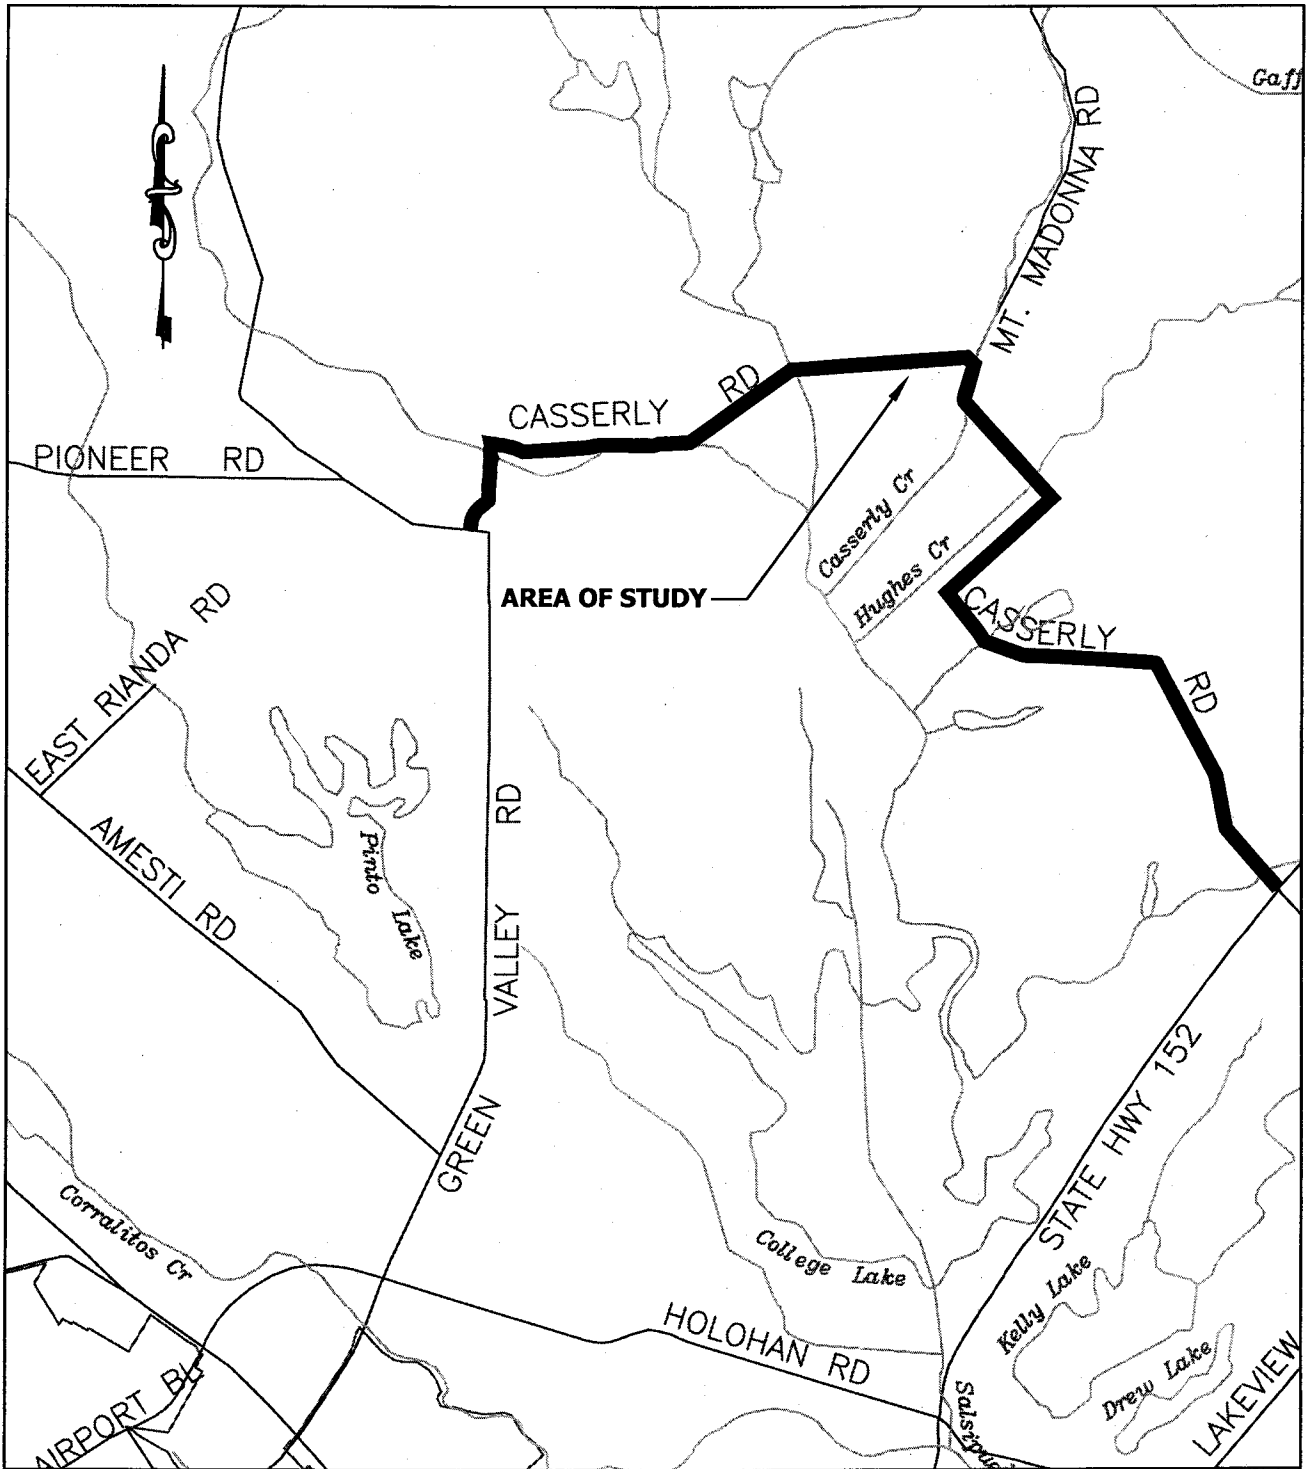 Gaff
MT. MADONNA RD
CASSERLY RD
PIONEER RD
Casserly Cr
Hughes Cr
AREA OF STUDY
CASSERLY RD
EAST RIANDA RD
AMESTI RD
Pinto Lake
GREEN VALLEY RD
STATE HWY 152
Corralitos Cr
College Lake
Kelly Lake
HOLOHAN RD
Drew Lake
LAKEVIEW
AIRPORT BL